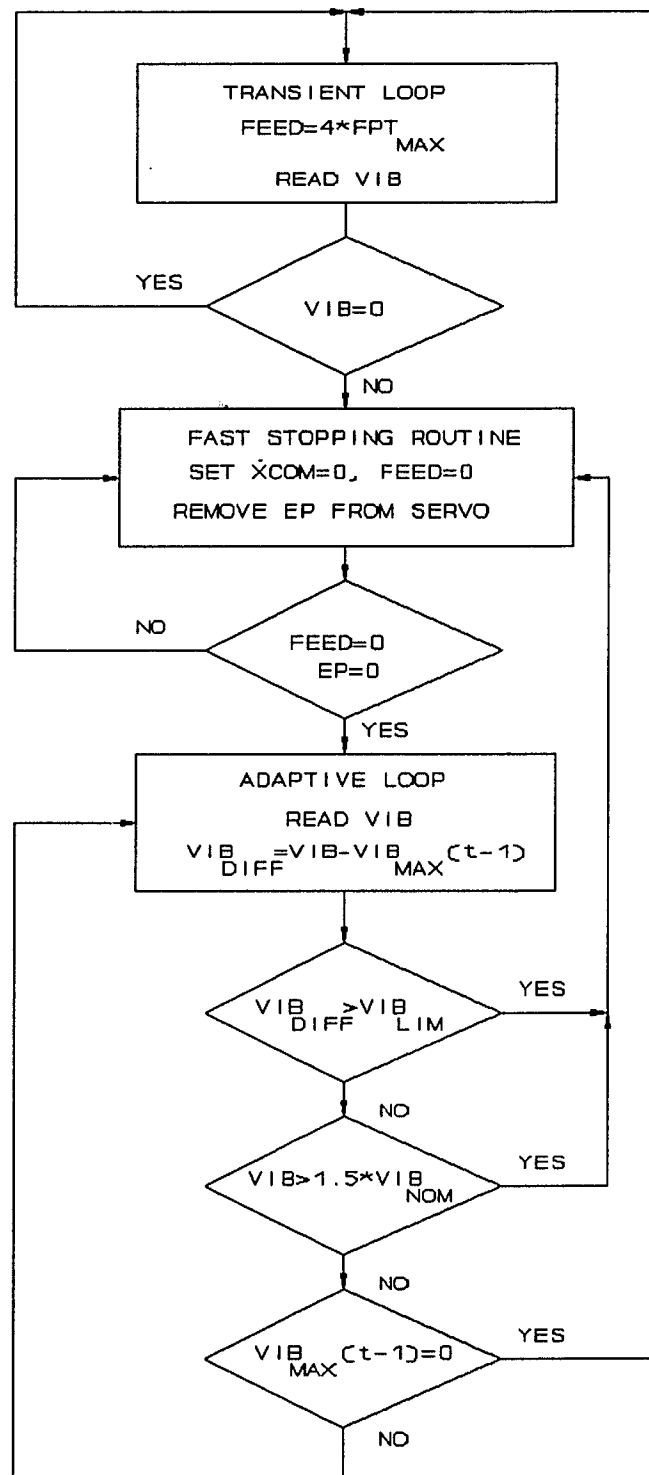 TRANSIENT LOOP
FEED=4*FPT MAX
READ VIB
YES
VIB=0
NO
FAST STOPPING ROUTINE
SET ẊCOM=0, FEED=0
REMOVE EP FROM SERVO
NO
FEED=0
EP=0
YES
ADAPTIVE LOOP
READ VIB
VIB DIFF=VIB-VIB MAX(t-1)
VIB DIFF>VIB LIM
YES
NO
VIB>1.5*VIB NOM
YES
NO
VIB MAX(t-1)=0
YES
NO